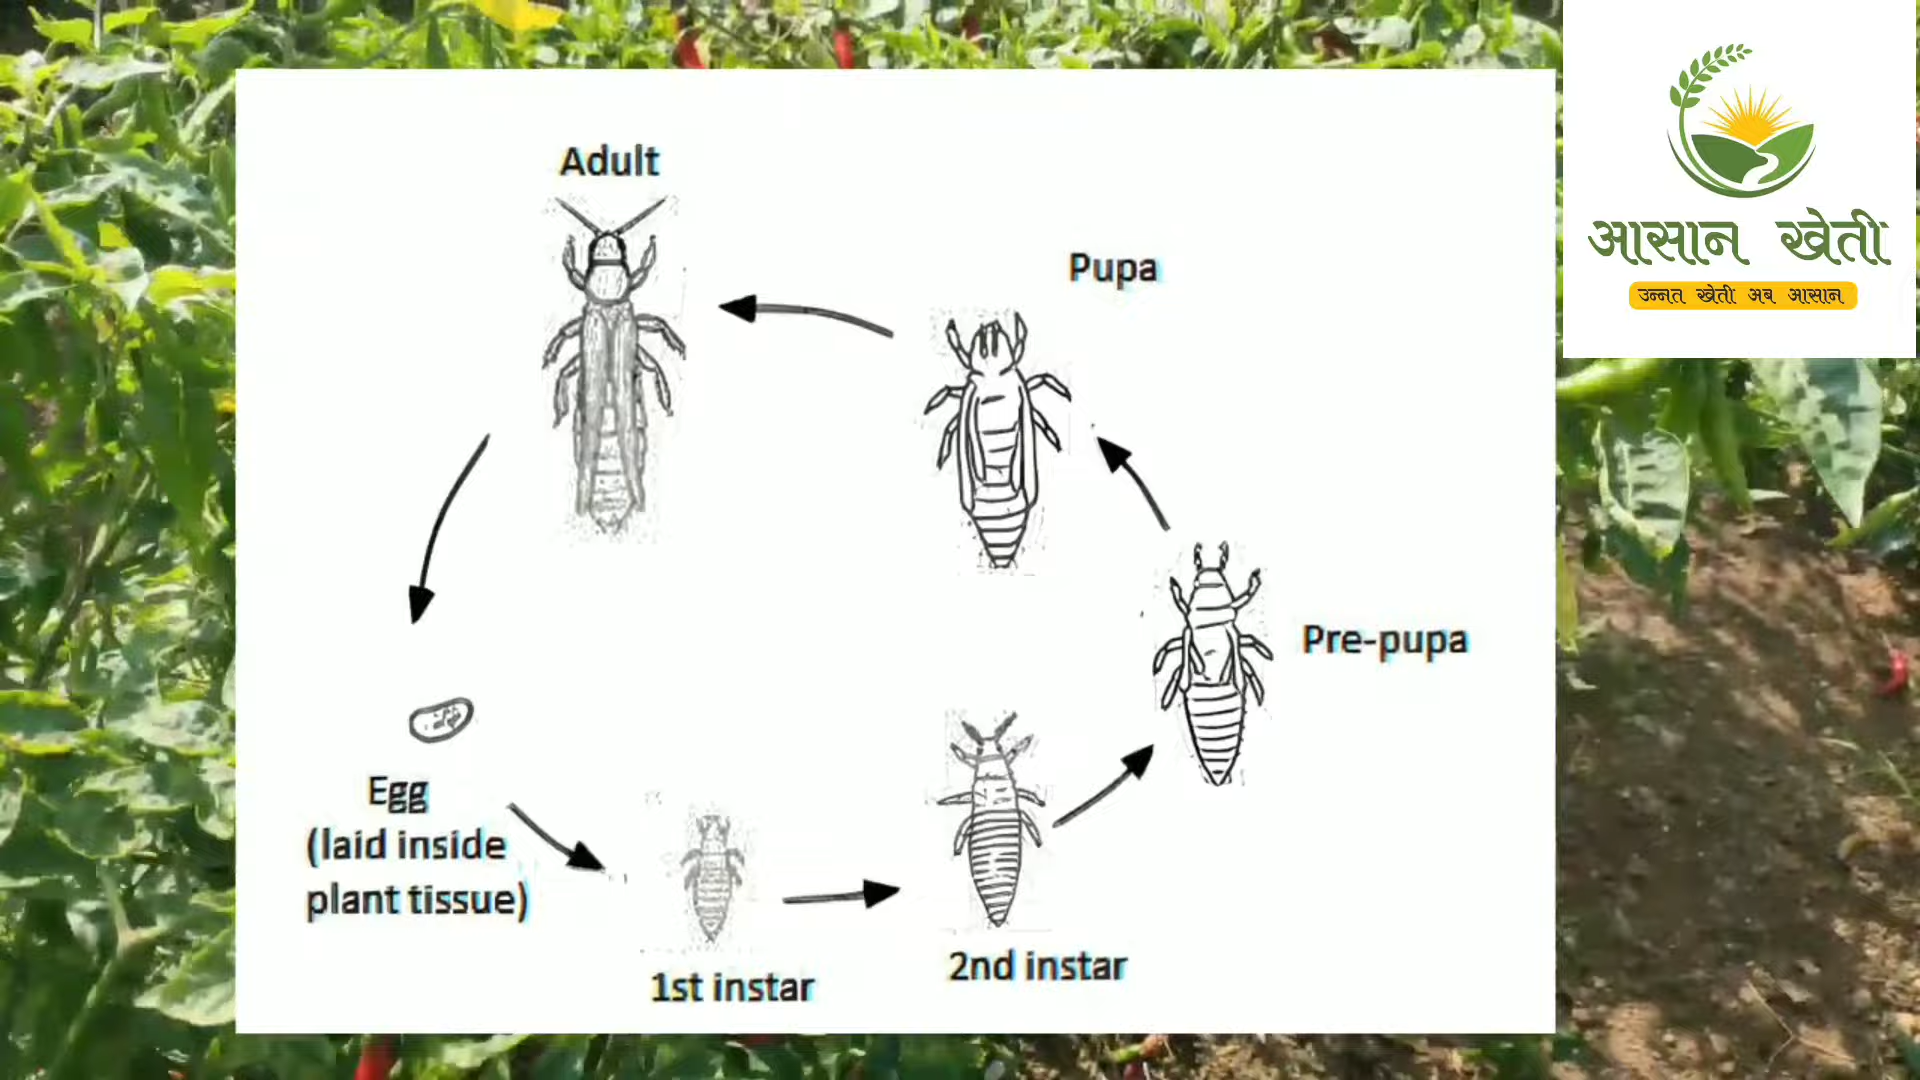 Adult
Pupa
Pre-pupa
Egg
(laid inside
plant tissue)
1st instar
2nd instar
आसान खेती
उन्नत खेती अब आसान